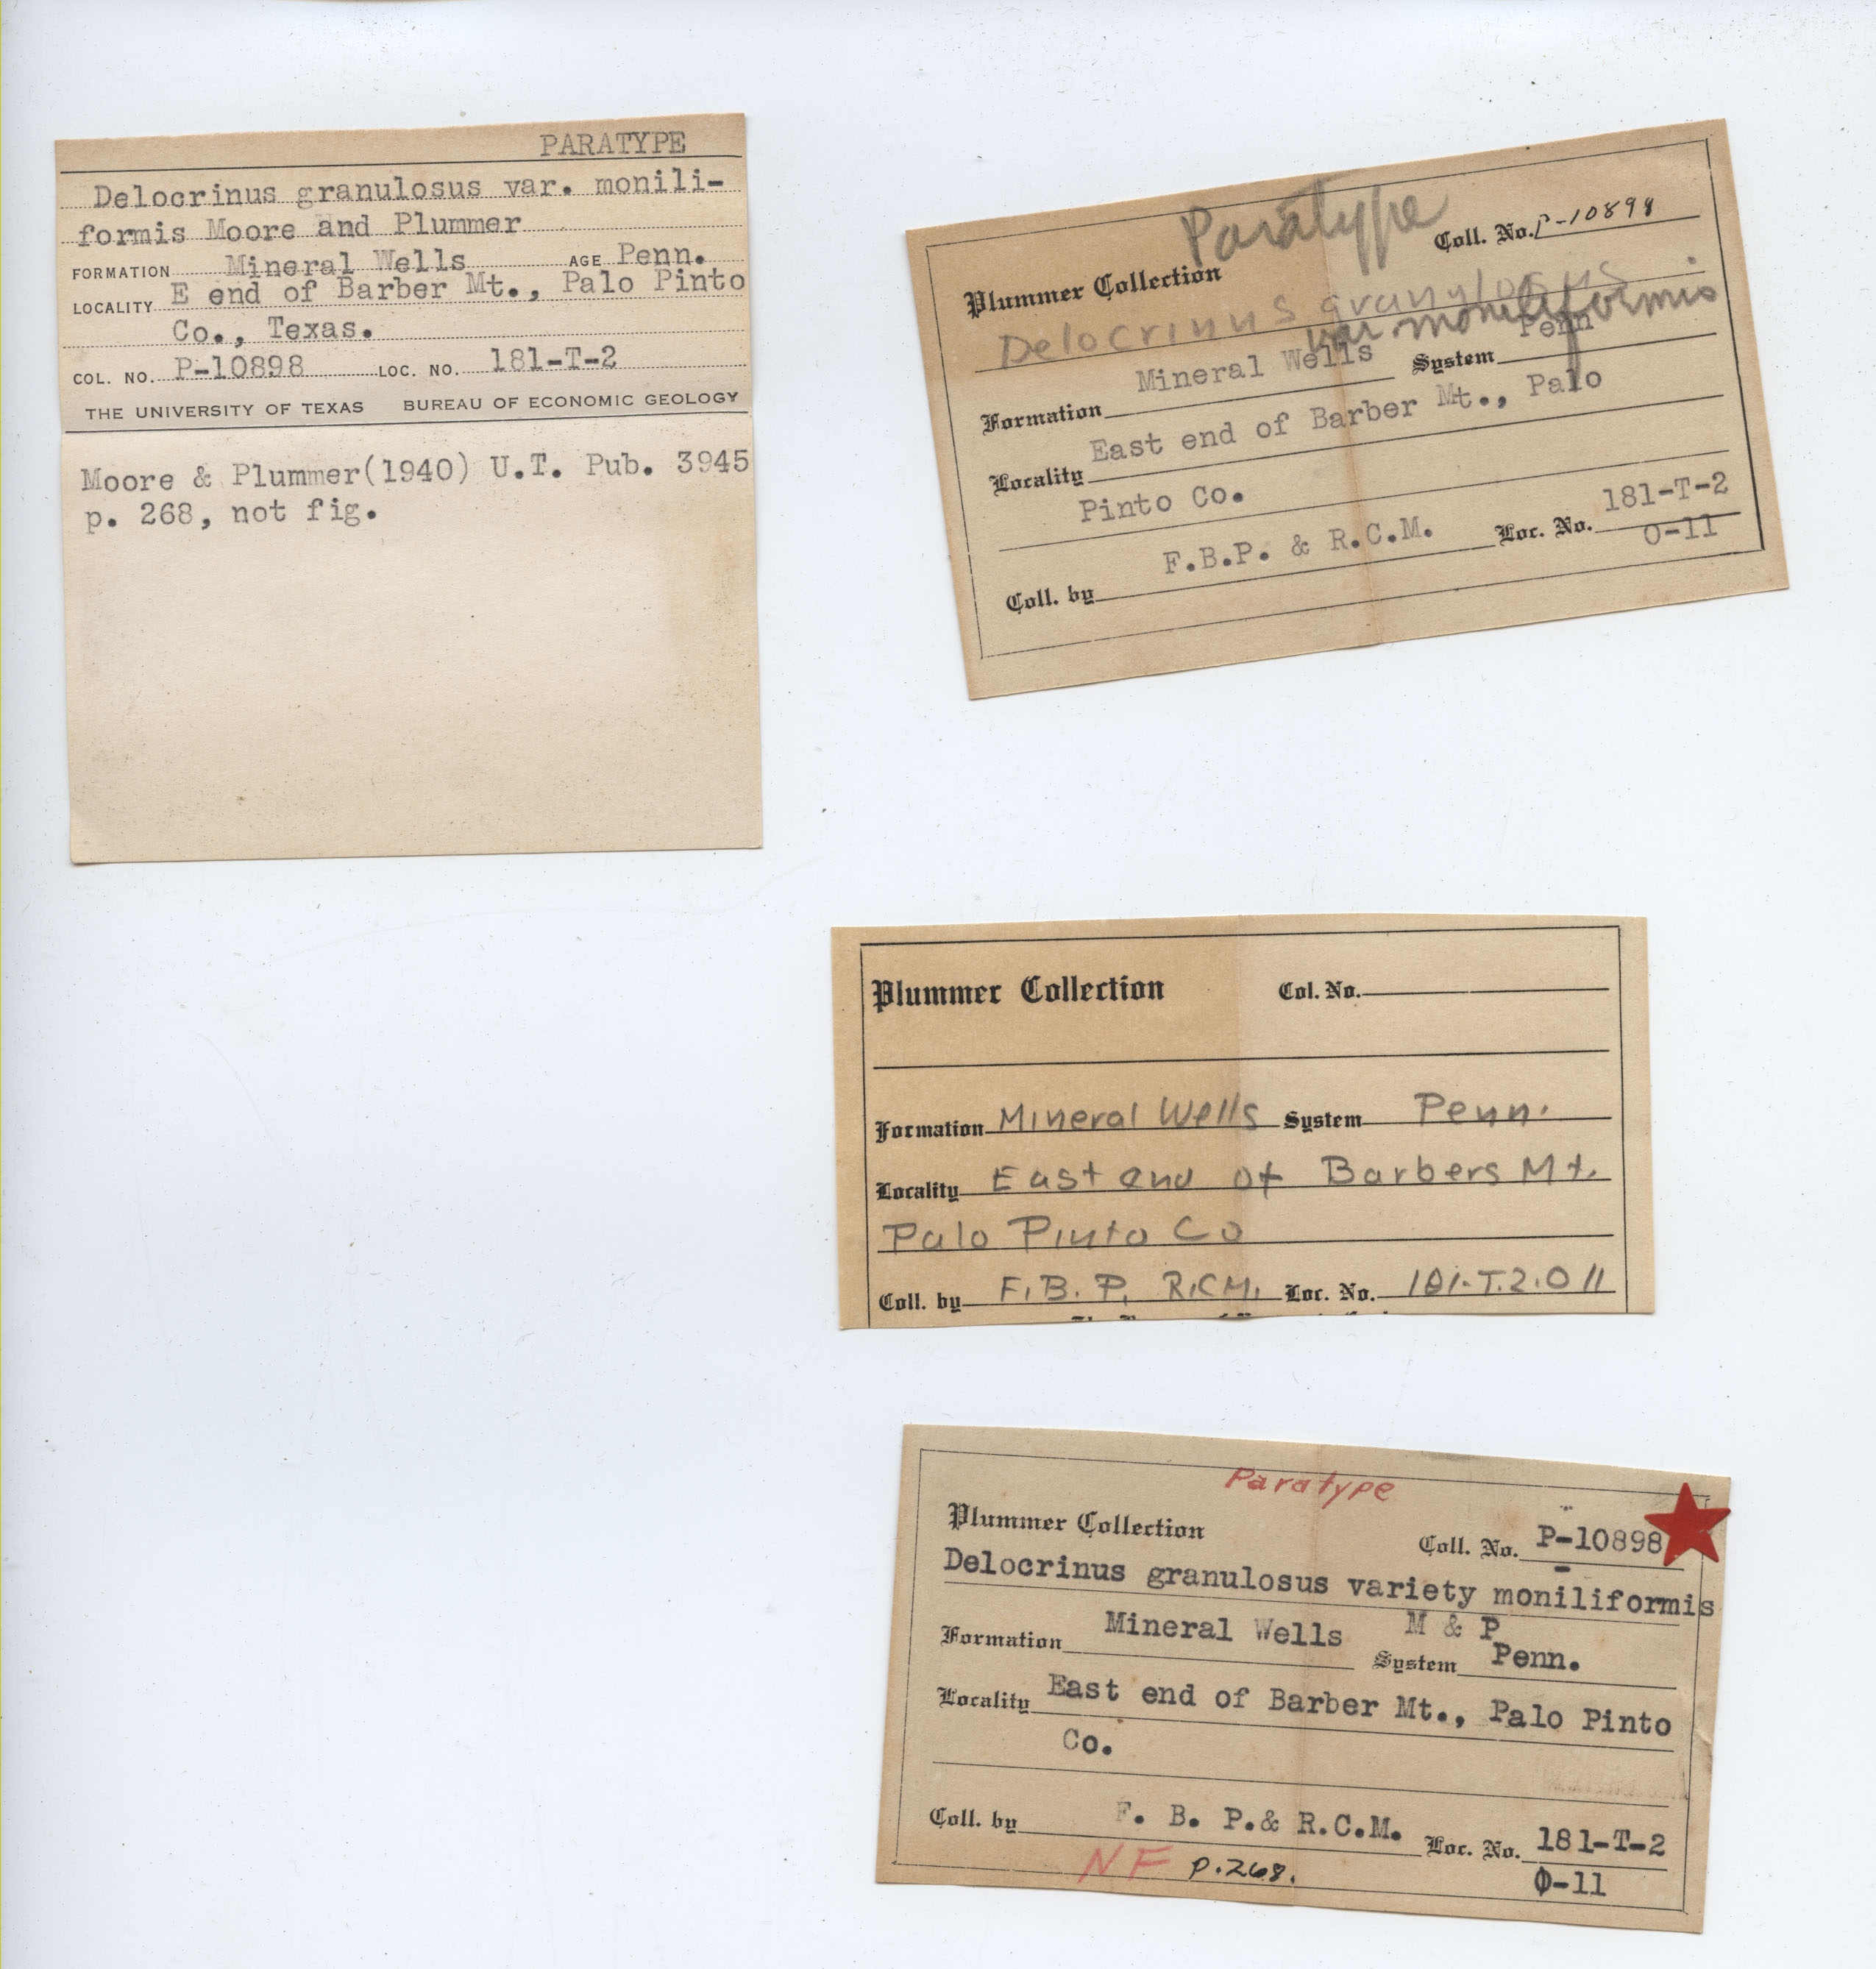 PARATYPE
Delocrinus granulosus var. monili-
formis Moore and Plummer
FORMATION Mineral Wells AGE Penn.
LOCALITY E end of Barber Mt., Palo Pinto
Co., Texas.
COL. NO. P-10898 LOC. NO. 181-T-2
THE UNIVERSITY OF TEXAS BUREAU OF ECONOMIC GEOLOGY
Moore & Plummer(1940) U.T. Pub. 3945
p. 268, not fig.
Paratype
Plummer Collection Coll. No. P-10898
Delocrinus granulosus
var. moniliformis
Formation Mineral Wells System Penn
Locality East end of Barber Mt., Palo
Pinto Co.
Coll. by F.B.P. & R.C.M. Loc. No. 181-T-2
O-11
Plummer Collection Col. No.
Formation Mineral Wells System Penn.
Locality East end of Barbers Mt.
Palo Pinto Co
Coll. by F.B.P. R.C.M. Loc. No. 181-T.2.O11
Paratype
Plummer Collection Coll. No. P-10898
Delocrinus granulosus variety moniliformis
M & P
Formation Mineral Wells System Penn.
Locality East end of Barber Mt., Palo Pinto
Co.
Coll. by F. B. P.& R.C.M. Loc. No. 181-T-2
O-11
NF p.268.